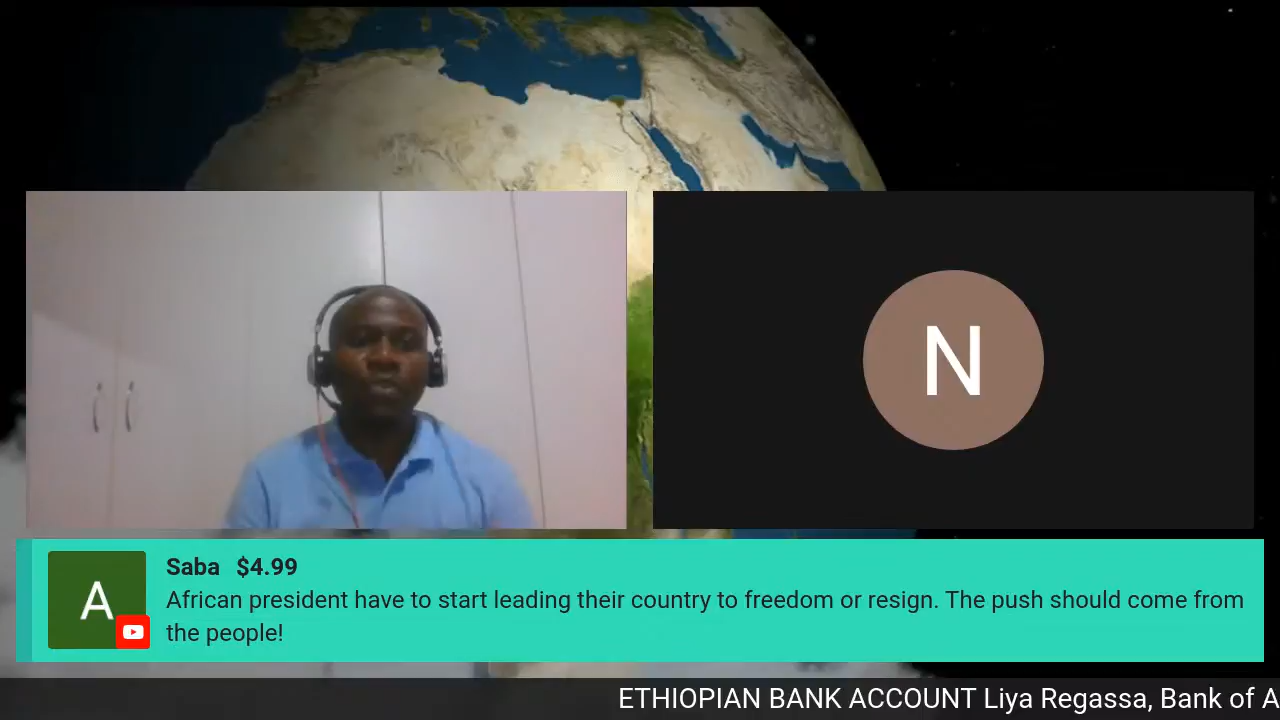 N
A
Saba $4.99
African president have to start leading their country to freedom or resign. The push should come from
the people!
ETHIOPIAN BANK ACCOUNT Liya Regassa, Bank of A